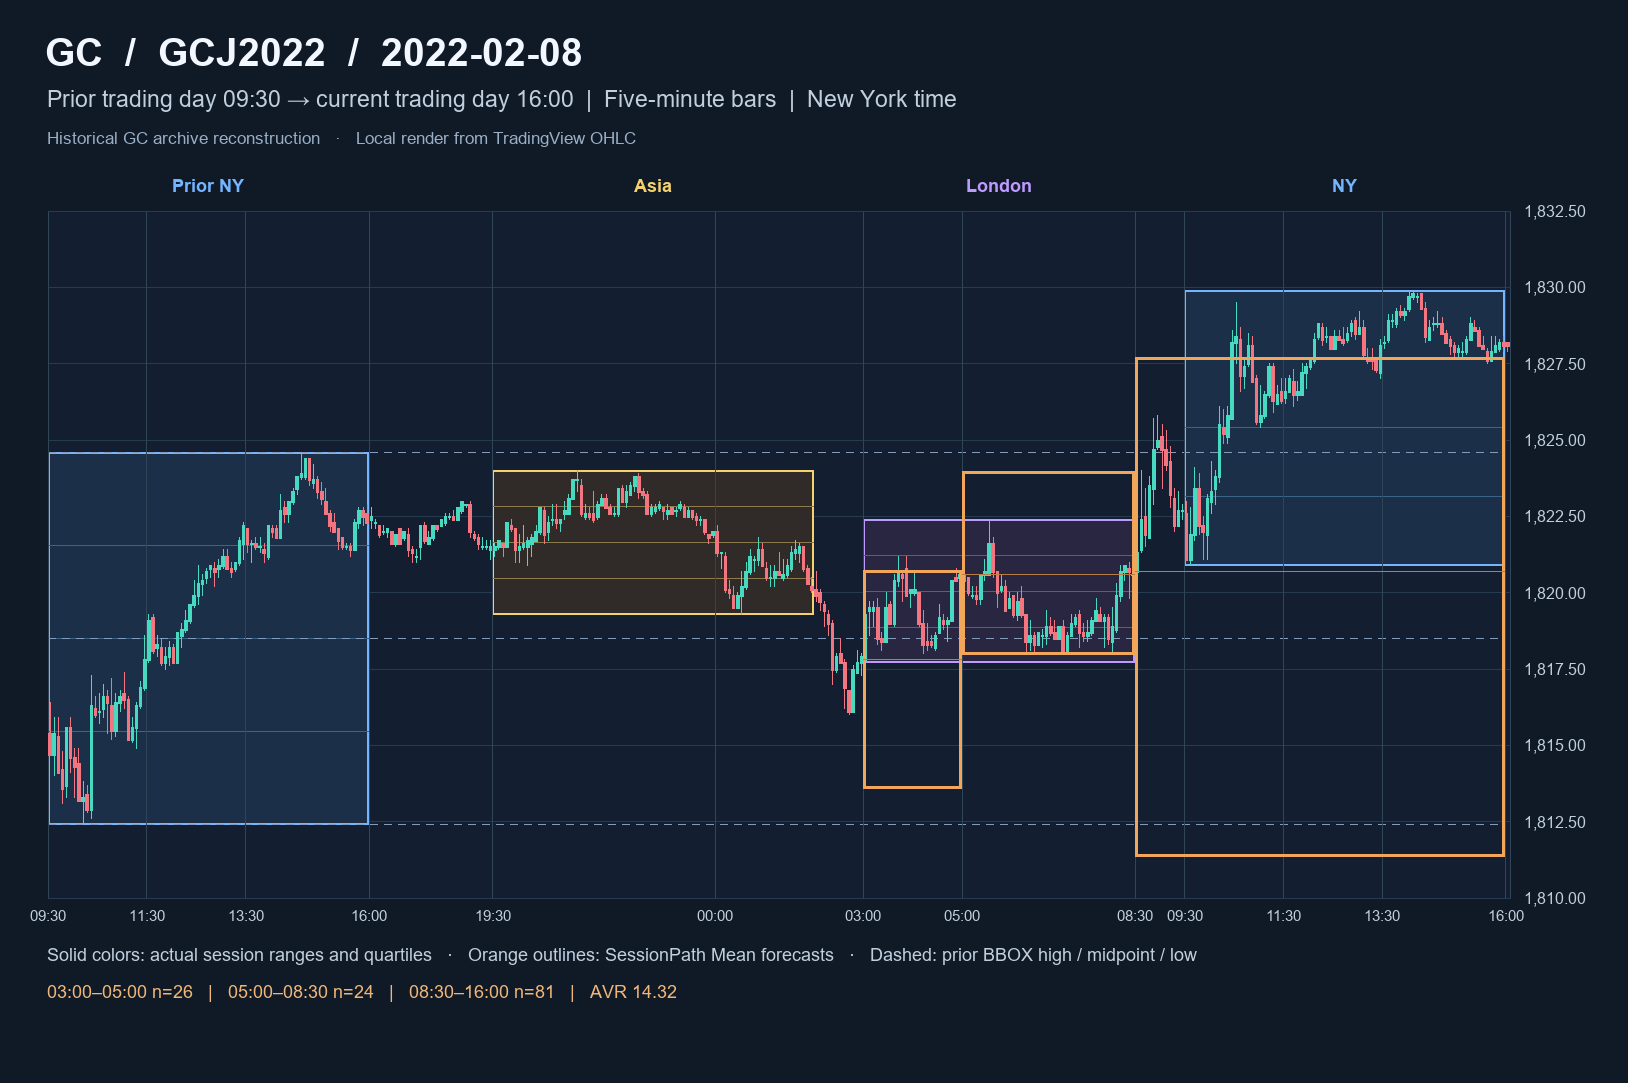 GC / GCJ2022 / 2022-02-08
Prior trading day 09:30 → current trading day 16:00 | Five-minute bars | New York time
Historical GC archive reconstruction · Local render from TradingView OHLC
Prior NY Asia London NY
1,832.50
1,830.00
1,827.50
1,825.00
1,822.50
1,820.00
1,817.50
1,815.00
1,812.50
1,810.00
09:30 11:30 13:30 16:00 19:30 00:00 03:00 05:00 08:30 09:30 11:30 13:30 16:00
Solid colors: actual session ranges and quartiles · Orange outlines: SessionPath Mean forecasts · Dashed: prior BBOX high / midpoint / low
03:00–05:00 n=26 | 05:00–08:30 n=24 | 08:30–16:00 n=81 | AVR 14.32